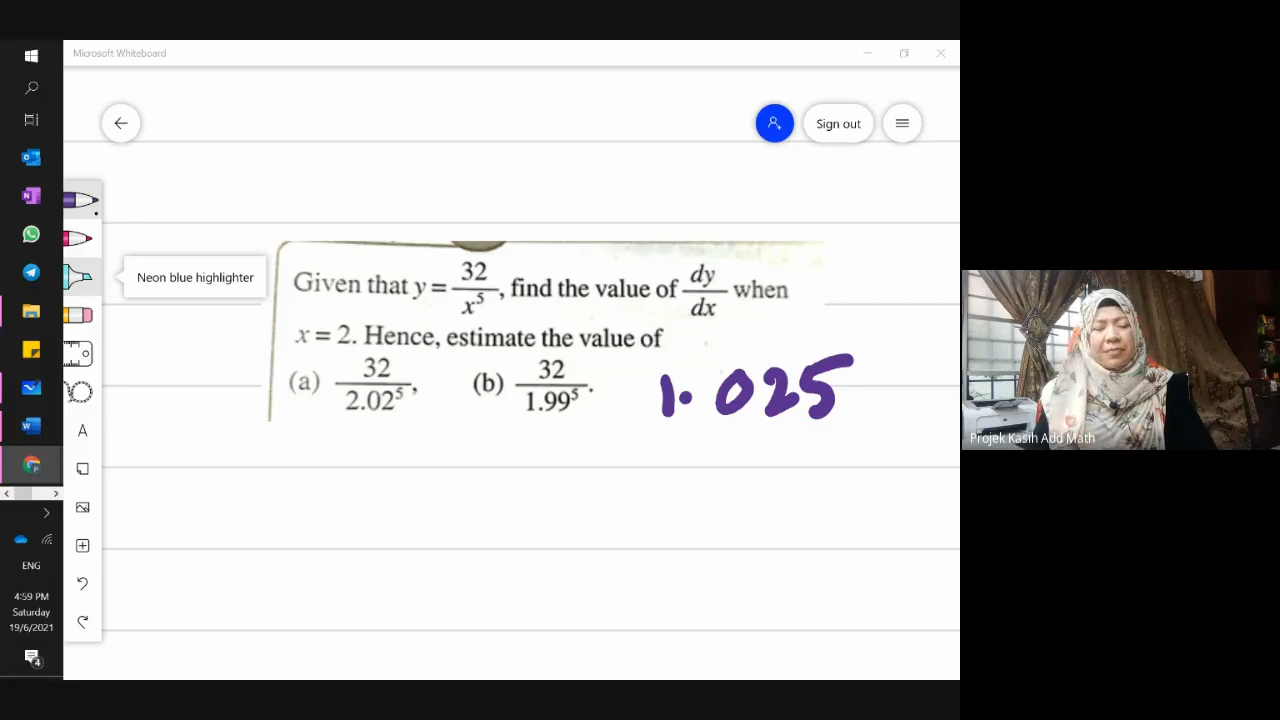 Microsoft Whiteboard
Sign out
Neon blue highlighter
Given that y = 32/x⁵, find the value of dy/dx when
x = 2. Hence, estimate the value of
(a) 32/2.02⁵, (b) 32/1.99⁵.
1.025
Projek Kasih Add Math
A
ENG
4:59 PM
Saturday
19/6/2021
4